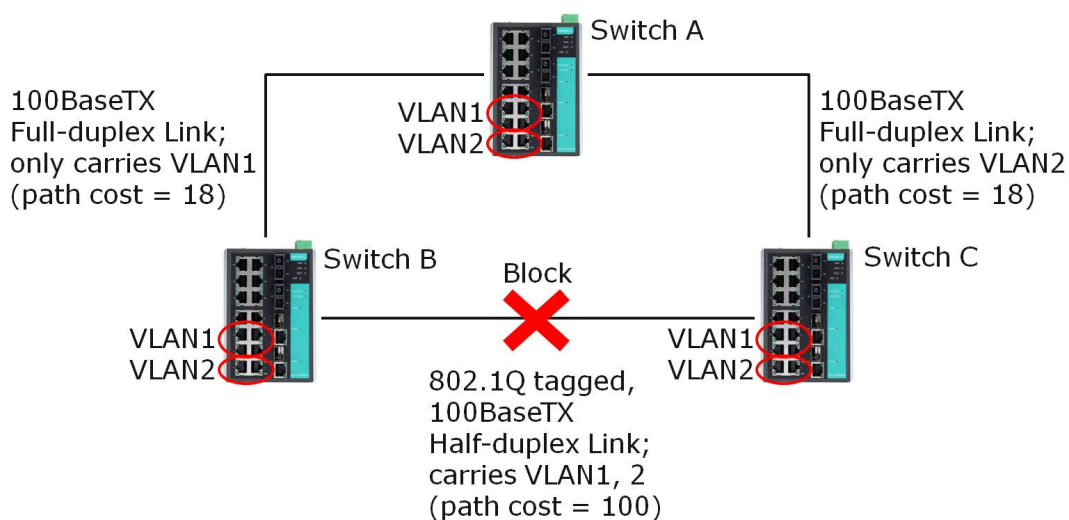 Switch A
100BaseTX
Full-duplex Link;
only carries VLAN1
(path cost = 18)
VLAN1
VLAN2
100BaseTX
Full-duplex Link;
only carries VLAN2
(path cost = 18)
Switch B
VLAN1
VLAN2
Block
Switch C
VLAN1
VLAN2
802.1Q tagged,
100BaseTX
Half-duplex Link;
carries VLAN1, 2
(path cost = 100)